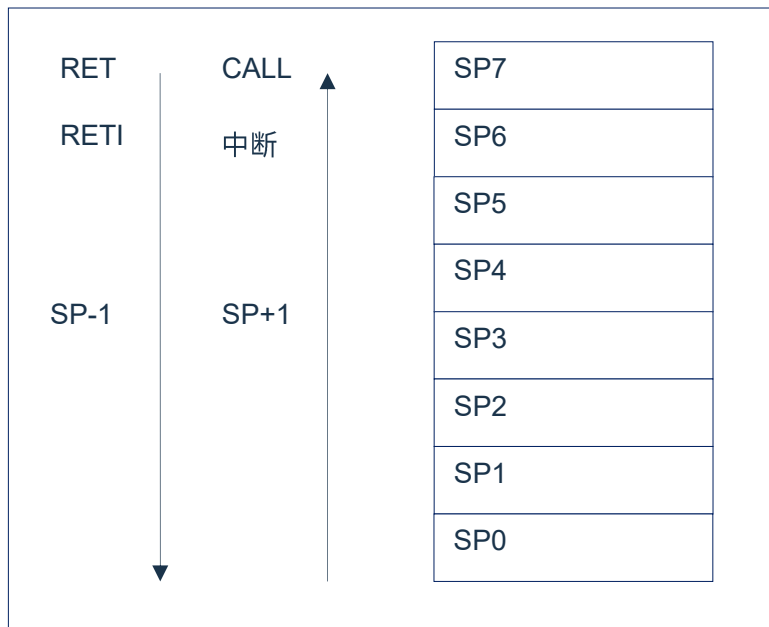 RET CALL SP7
RETI 中断 SP6
SP5
SP4
SP-1 SP+1 SP3
SP2
SP1
SP0